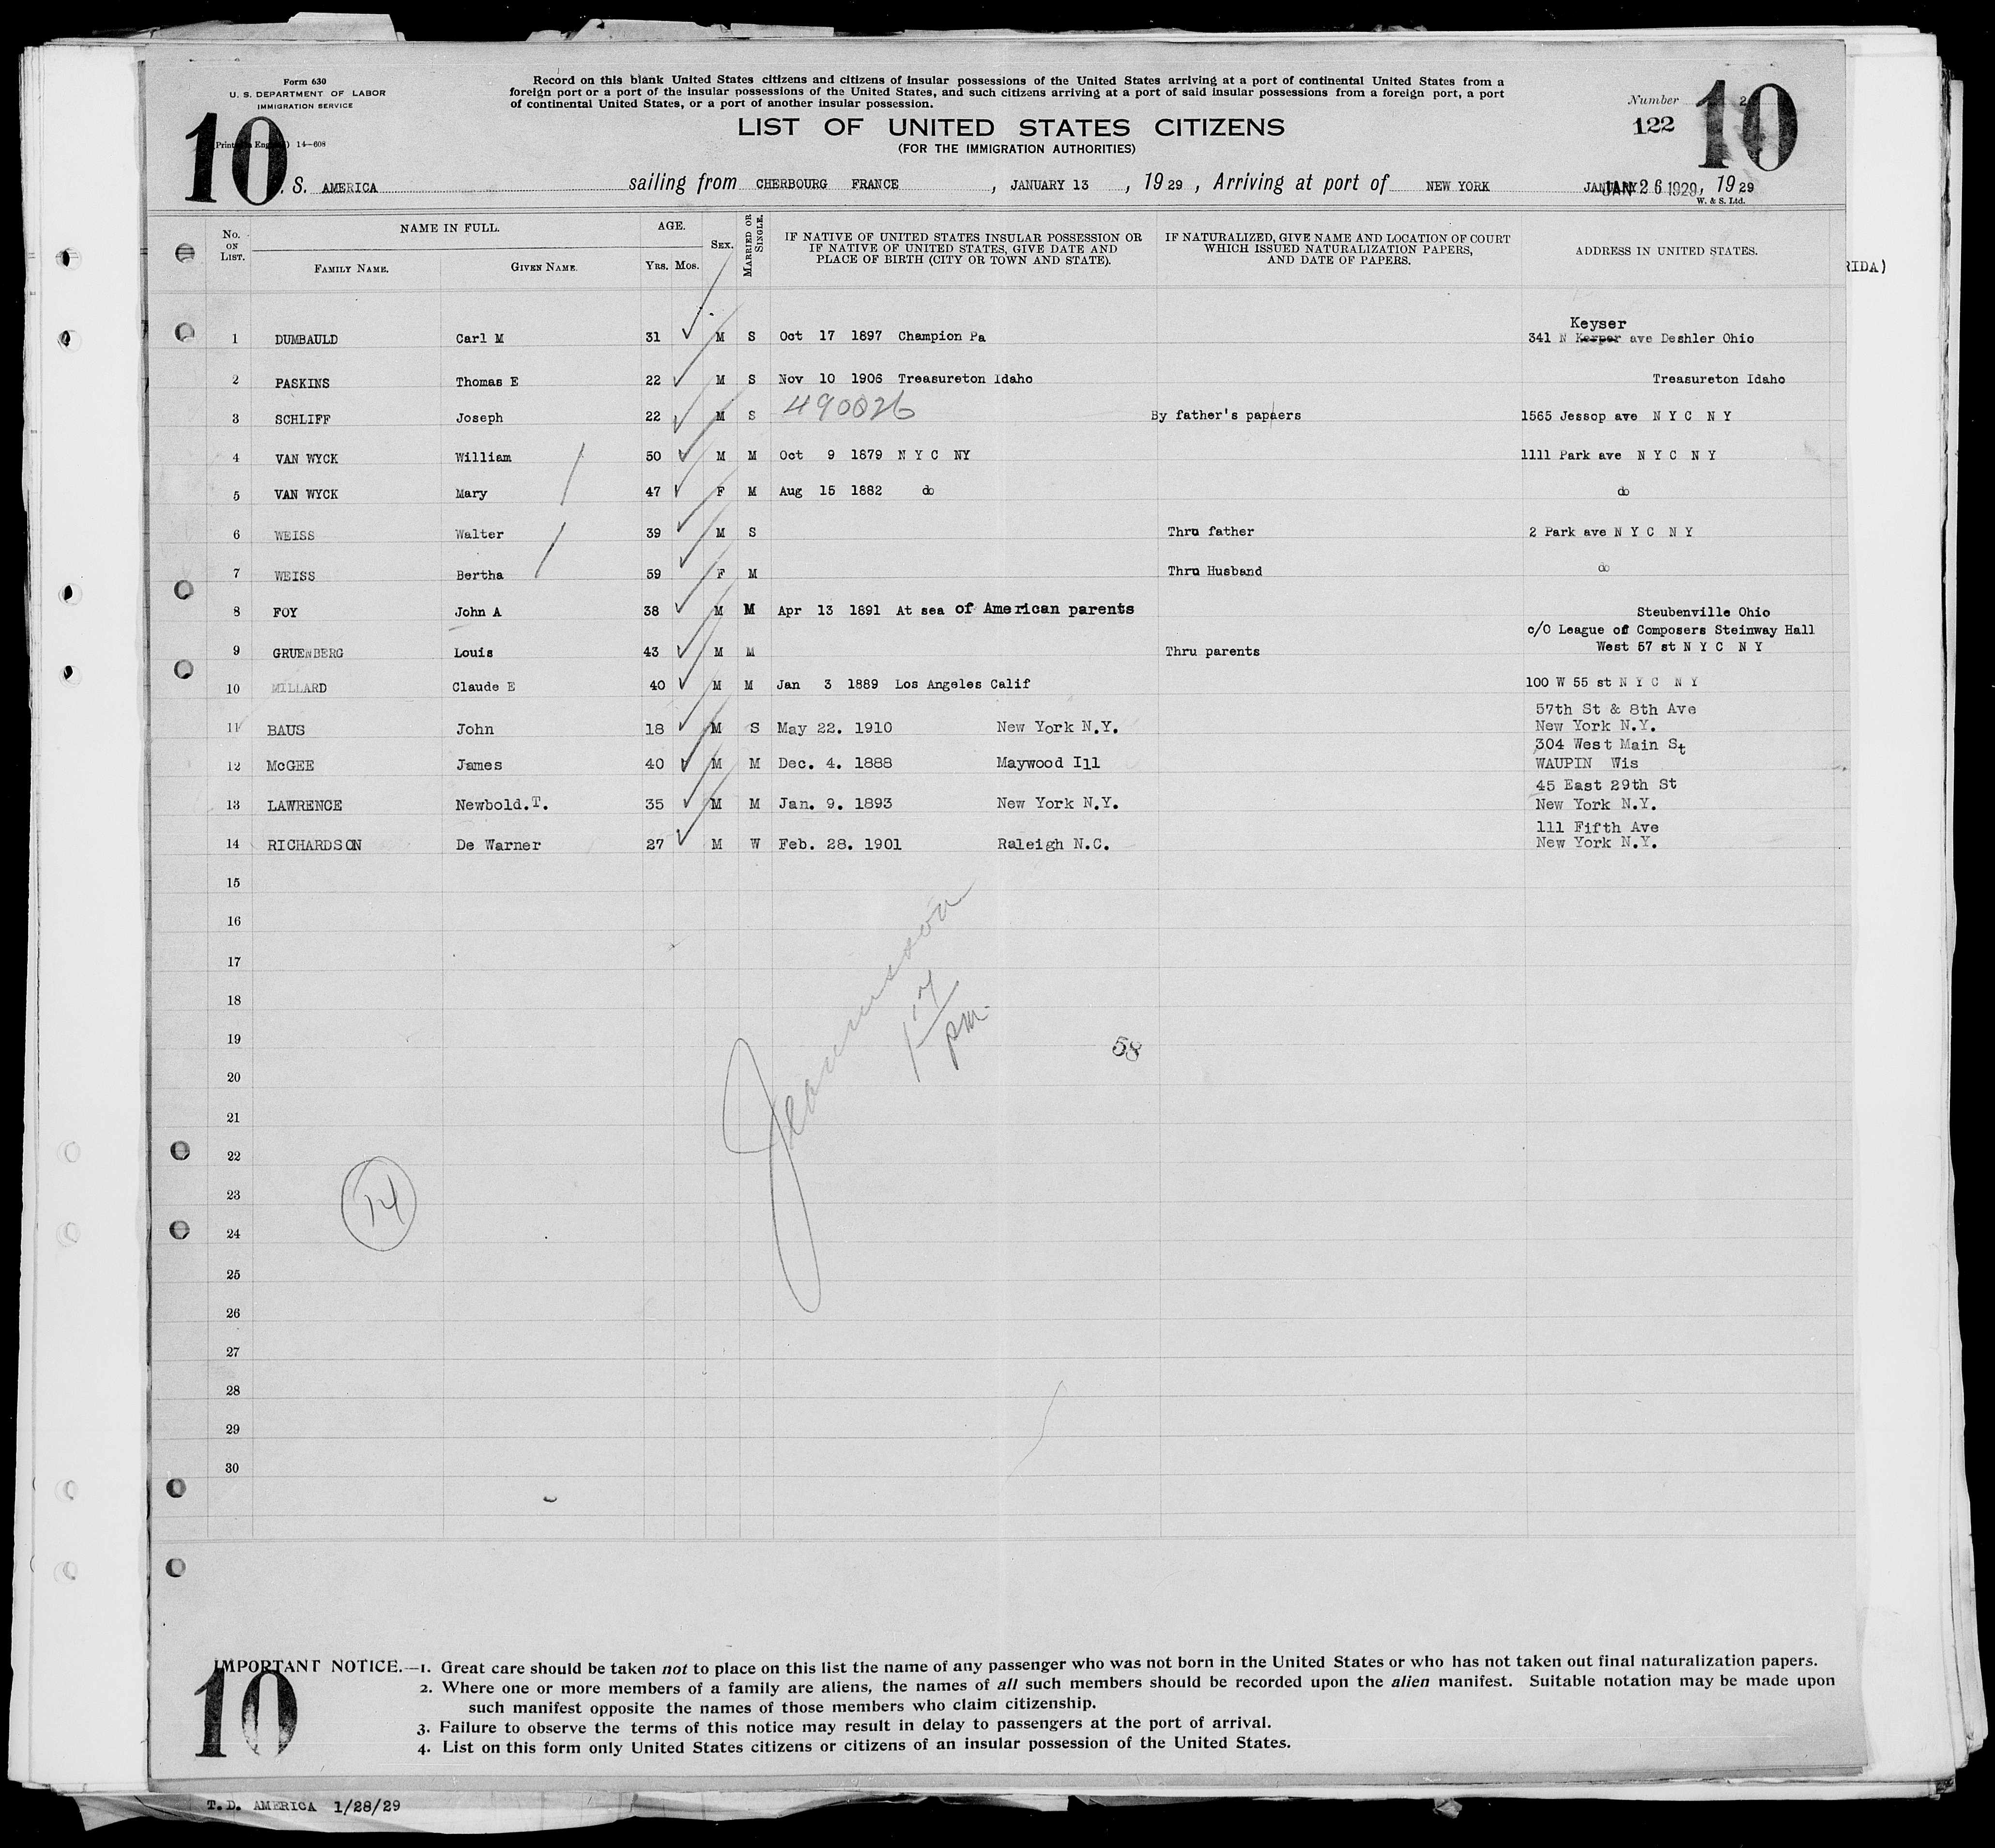 Form 630
U. S. DEPARTMENT OF LABOR
IMMIGRATION SERVICE
14—608
10
Record on this blank United States citizens and citizens of insular possessions of the United States arriving at a port of continental United States from a
foreign port or a port of the insular possessions of the United States, and such citizens arriving at a port of said insular possessions from a foreign port, a port
of continental United States, or a port of another insular possession.
LIST OF UNITED STATES CITIZENS
(FOR THE IMMIGRATION AUTHORITIES)
Number 2
122
10
S. AMERICA sailing from CHERBOURG FRANCE , JANUARY 13 , 19 29 , Arriving at port of NEW YORK JAN 26 1929, 19 29
W. & S. Ltd.
No. ON LIST. NAME IN FULL. FAMILY NAME. GIVEN NAME. AGE. YRS. MOS. SEX. MARRIED OR SINGLE. IF NATIVE OF UNITED STATES INSULAR POSSESSION OR IF NATIVE OF UNITED STATES, GIVE DATE AND PLACE OF BIRTH (CITY OR TOWN AND STATE). IF NATURALIZED, GIVE NAME AND LOCATION OF COURT WHICH ISSUED NATURALIZATION PAPERS, AND DATE OF PAPERS. ADDRESS IN UNITED STATES.
RIDA)
Keyser
1 DUMBAULD Carl M 31 M S Oct 17 1897 Champion Pa 341 N Kerper ave Deshler Ohio
2 PASKINS Thomas E 22 M S Nov 10 1906 Treasureton Idaho Treasureton Idaho
3 SCHLIFF Joseph 22 M S 490026 By father's papaers 1565 Jessop ave N Y C N Y
4 VAN WYCK William 50 M M Oct 9 1879 N Y C NY 1111 Park ave N Y C N Y
5 VAN WYCK Mary 47 F M Aug 15 1882 do do
6 WEISS Walter 39 M S Thru father 2 Park ave N Y C N Y
7 WEISS Bertha 59 F M Thru Husband do
8 FOY John A 38 M M Apr 13 1891 At sea of American parents Steubenville Ohio
c/O League of Composers Steinway Hall
9 GRUENBERG Louis 43 M M Thru parents West 57 st N Y C N Y
10 MILLARD Claude E 40 M M Jan 3 1889 Los Angeles Calif 100 W 55 st N Y C N Y
57th St & 8th Ave
11 BAUS John 18 M S May 22. 1910 New York N.Y. New York N.Y.
304 West Main St
12 McGEE James 40 M M Dec. 4. 1888 Maywood Ill WAUPIN Wis
45 East 29th St
13 LAWRENCE Newbold.T. 35 M M Jan. 9. 1893 New York N.Y. New York N.Y.
111 Fifth Ave
14 RICHARDSON De Warner 27 M W Feb. 28. 1901 Raleigh N.C. New York N.Y.
15
16
17
18
19
58
20
21
22
23
14
24
25
26
27
28
29
30
IMPORTANT NOTICE.—1. Great care should be taken not to place on this list the name of any passenger who was not born in the United States or who has not taken out final naturalization papers.
2. Where one or more members of a family are aliens, the names of all such members should be recorded upon the alien manifest. Suitable notation may be made upon
such manifest opposite the names of those members who claim citizenship.
3. Failure to observe the terms of this notice may result in delay to passengers at the port of arrival.
4. List on this form only United States citizens or citizens of an insular possession of the United States.
10
T.D. AMERICA 1/28/29